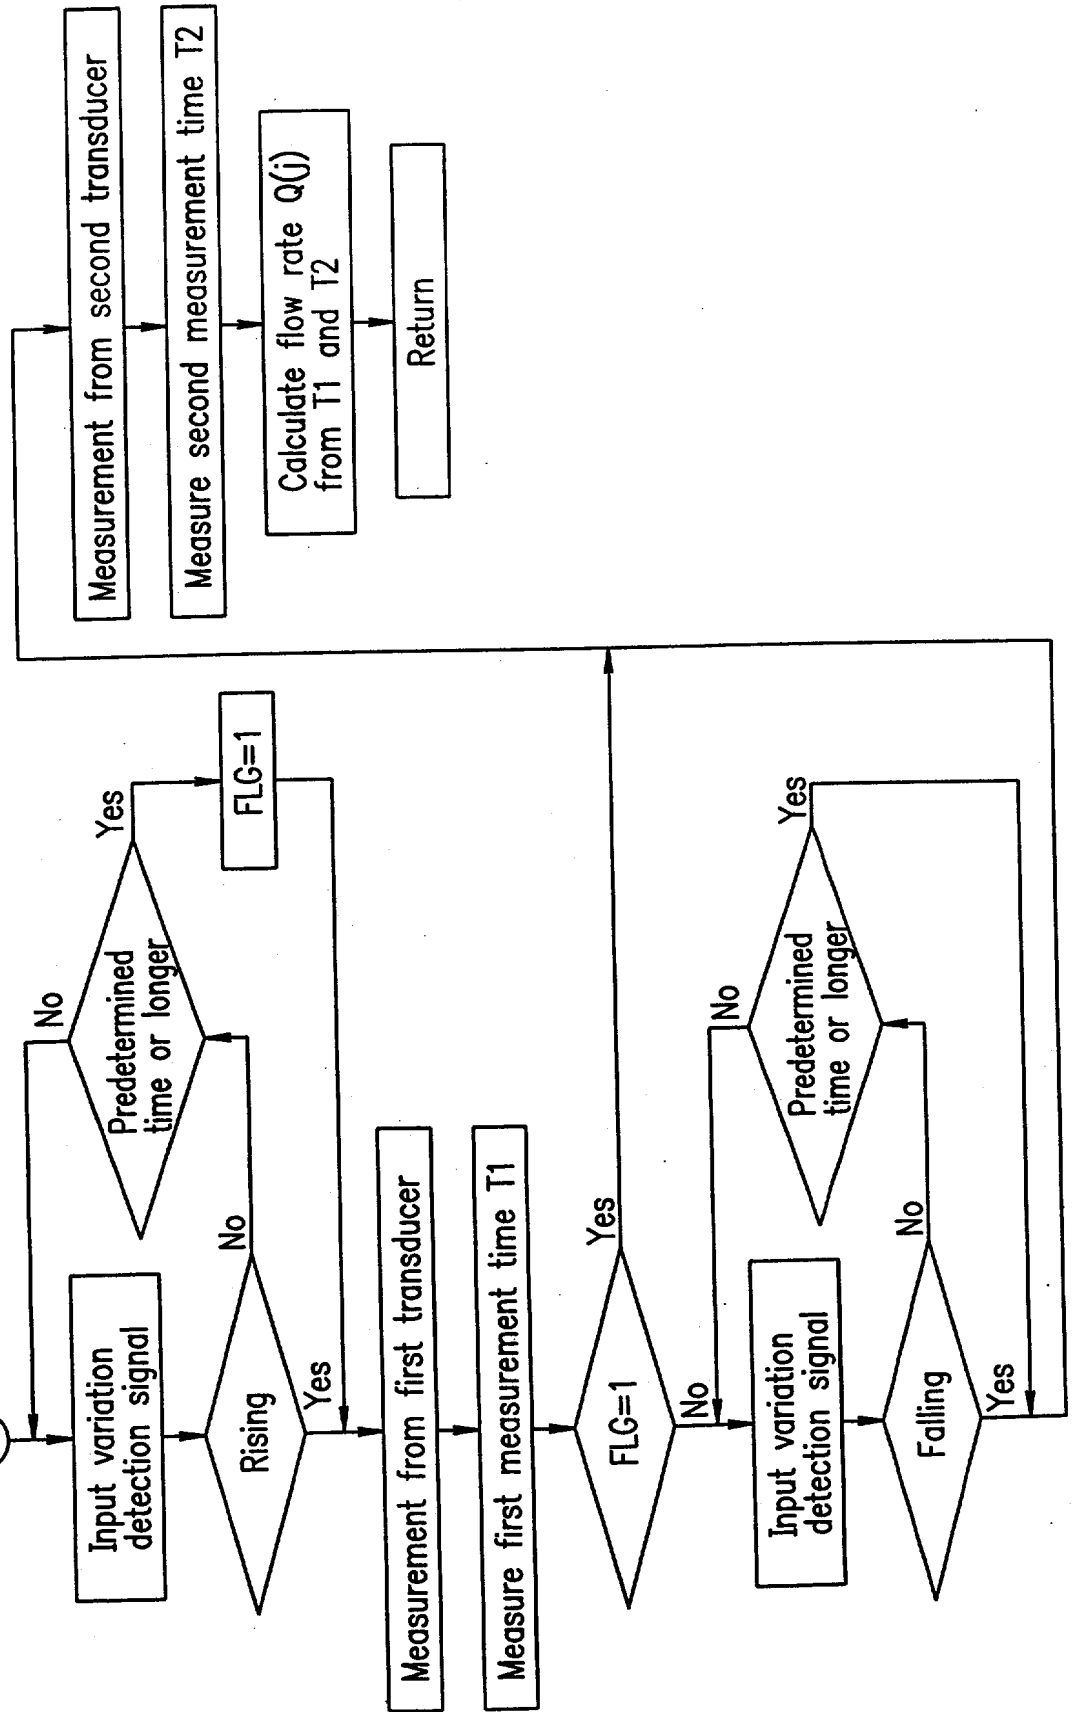 Input variation
detection signal
Rising
No
Yes
Predetermined
time or longer
No
Yes
FLG=1
Measurement from first transducer
Measure first measurement time T1
FLG=1
Yes
No
Input variation
detection signal
Falling
No
Yes
Predetermined
time or longer
No
Yes
Measurement from second transducer
Measure second measurement time T2
Calculate flow rate Q(j)
from T1 and T2
Return